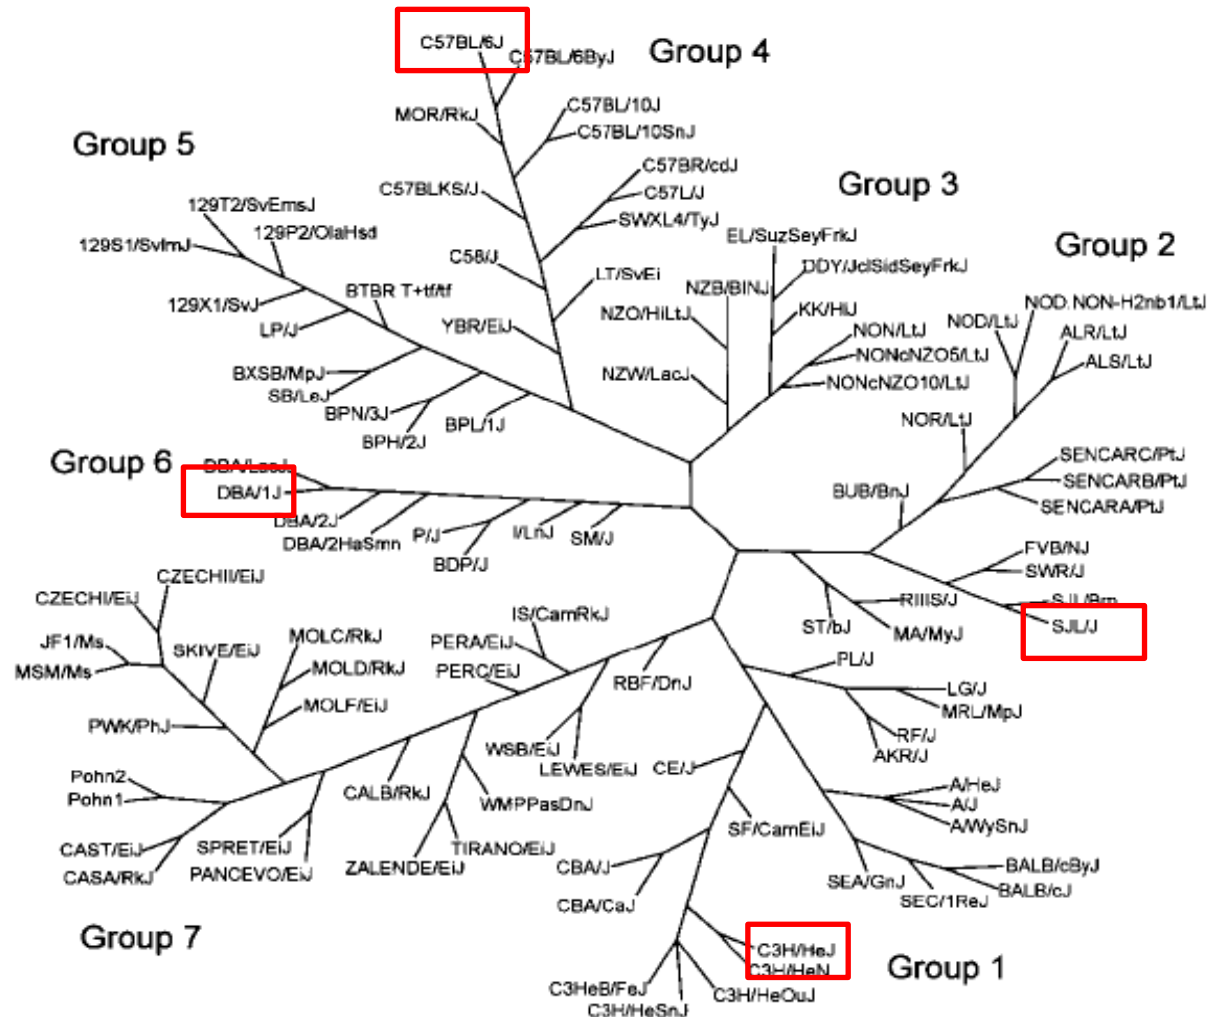 C57BL/6J
C57BL/6ByJ
Group 4
MOR/RkJ
C57BL/10J
C57BL/10SnJ
Group 5
C57BR/cdJ
C57BLKS/J
C57L/J
SWXL4/TyJ
Group 3
129T2/SvEmsJ
129P2/OlaHsd
129S1/SvImJ
C58/J
LT/SvEi
EL/SuzSeyFrkJ
DDY/JclSidSeyFrkJ
Group 2
129X1/SvJ
BTBR T+tf/tf
LP/J
YBR/EiJ
NZB/BINJ
NZO/HiLtJ
KK/HiJ
NON/LtJ
NONcNZO5/LtJ
NONcNZO10/LtJ
NZW/LacJ
NOD.NON-H2nb1/LtJ
NOD/LtJ
ALR/LtJ
ALS/LtJ
BXSB/MpJ
SB/LeJ
BPN/3J
BPH/2J
BPL/1J
NOR/LtJ
SENCARC/PtJ
SENCARB/PtJ
SENCARA/PtJ
BUB/BnJ
Group 6
DBA/LacJ
DBA/1J
DBA/2J
DBA/2HaSmn
P/J
BDP/J
I/LnJ
SM/J
FVB/NJ
SWR/J
SJL/Bm
SJL/J
RIIIS/J
ST/bJ
MA/MyJ
CZECHII/EiJ
CZECHI/EiJ
JF1/Ms
MSM/Ms
SKIVE/EiJ
MOLC/RkJ
MOLD/RkJ
MOLF/EiJ
PWK/PhJ
IS/CamRkJ
PERA/EiJ
PERC/EiJ
RBF/DnJ
WSB/EiJ
LEWES/EiJ
PL/J
LG/J
MRL/MpJ
RF/J
AKR/J
Pohn2
Pohn1
CAST/EiJ
CASA/RkJ
SPRET/EiJ
PANCEVO/EiJ
CALB/RkJ
WMPPasDnJ
TIRANO/EiJ
ZALENDE/EiJ
CE/J
SF/CamEiJ
CBA/J
CBA/CaJ
A/HeJ
A/J
A/WySnJ
SEA/GnJ
SEC/1ReJ
BALB/cByJ
BALB/cJ
Group 7
C3H/HeJ
C3H/HeN
C3HeB/FeJ
C3H/HeSnJ
C3H/HeOuJ
Group 1